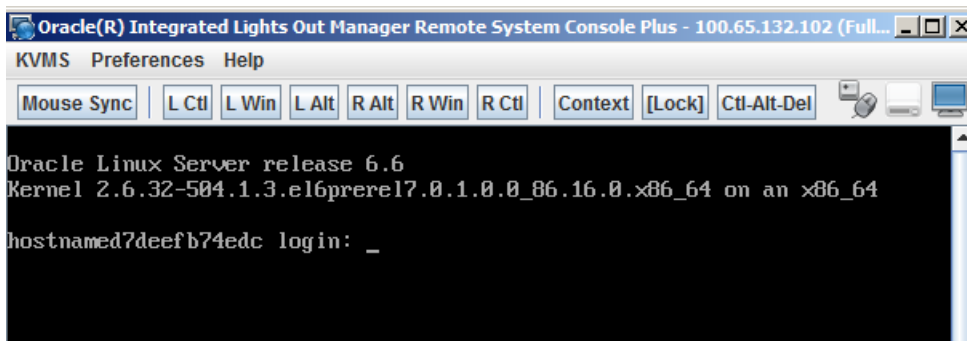 Oracle(R) Integrated Lights Out Manager Remote System Console Plus - 100.65.132.102 (Full...
KVMS Preferences Help
Mouse Sync L Ctl L Win L Alt R Alt R Win R Ctl Context [Lock] Ctl-Alt-Del
Oracle Linux Server release 6.6
Kernel 2.6.32-504.1.3.el6prerel7.0.1.0.0_86.16.0.x86_64 on an x86_64
hostnamed7deefb74edc login: _